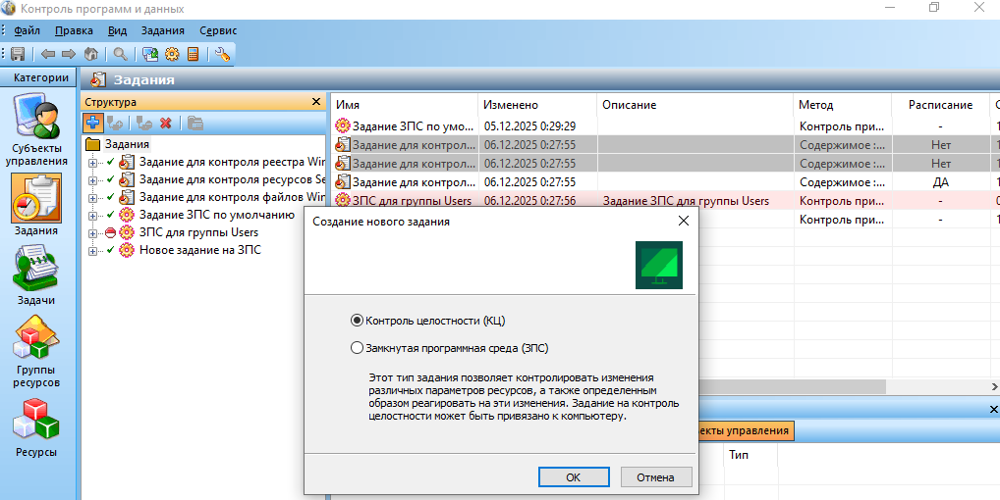 Контроль программ и данных
Файл Правка Вид Задания Сервис
Категории
Задания
Субъекты управления
Задания
Задачи
Группы ресурсов
Ресурсы
Структура
Задания
Задание для контроля реестра Win
Задание для контроля ресурсов Se
Задание для контроля файлов Win
Задание ЗПС по умолчанию
ЗПС для группы Users
Новое задание на ЗПС
Имя Изменено Описание Метод Расписание
Задание ЗПС по умо... 05.12.2025 0:29:29 Контроль при... -
Задание для контрол... 06.12.2025 0:27:55 Содержимое :... Нет
Задание для контрол... 06.12.2025 0:27:55 Содержимое :... Нет
Задание для контрол... 06.12.2025 0:27:55 Содержимое :... ДА
ЗПС для группы Users 06.12.2025 0:27:56 Задание ЗПС для группы Users Контроль при... -
Контроль при... -
Создание нового задания
Контроль целостности (КЦ)
Замкнутая программная среда (ЗПС)
Этот тип задания позволяет контролировать изменения
различных параметров ресурсов, а также определенным
образом реагировать на эти изменения. Задание на контроль
целостности может быть привязано к компьютеру.
ОК Отмена
екты управления
Тип